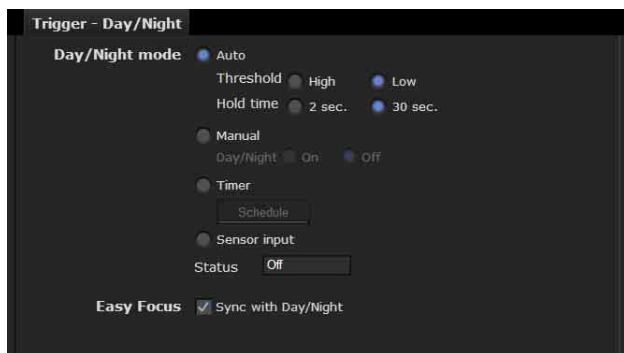 Trigger - Day/Night
Day/Night mode Auto
Threshold High Low
Hold time 2 sec. 30 sec.
Manual
Day/Night On Off
Timer
Schedule
Sensor input
Status Off
Easy Focus Sync with Day/Night